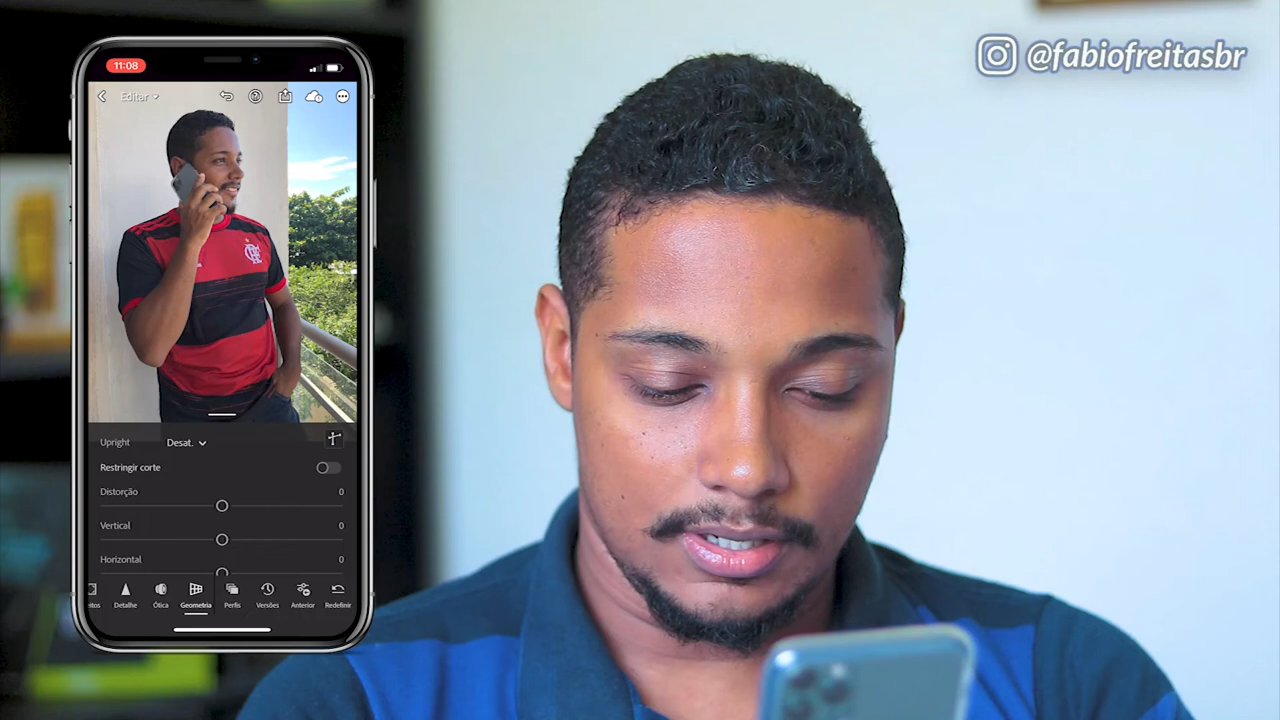 @fabiofreitasbr
11:08
Editar
Upright Desat.
Restringir corte
Distorção 0
Vertical 0
Horizontal 0
eitos Detalhe Ótica Geometria Perfis Versões Anterior Redefinir